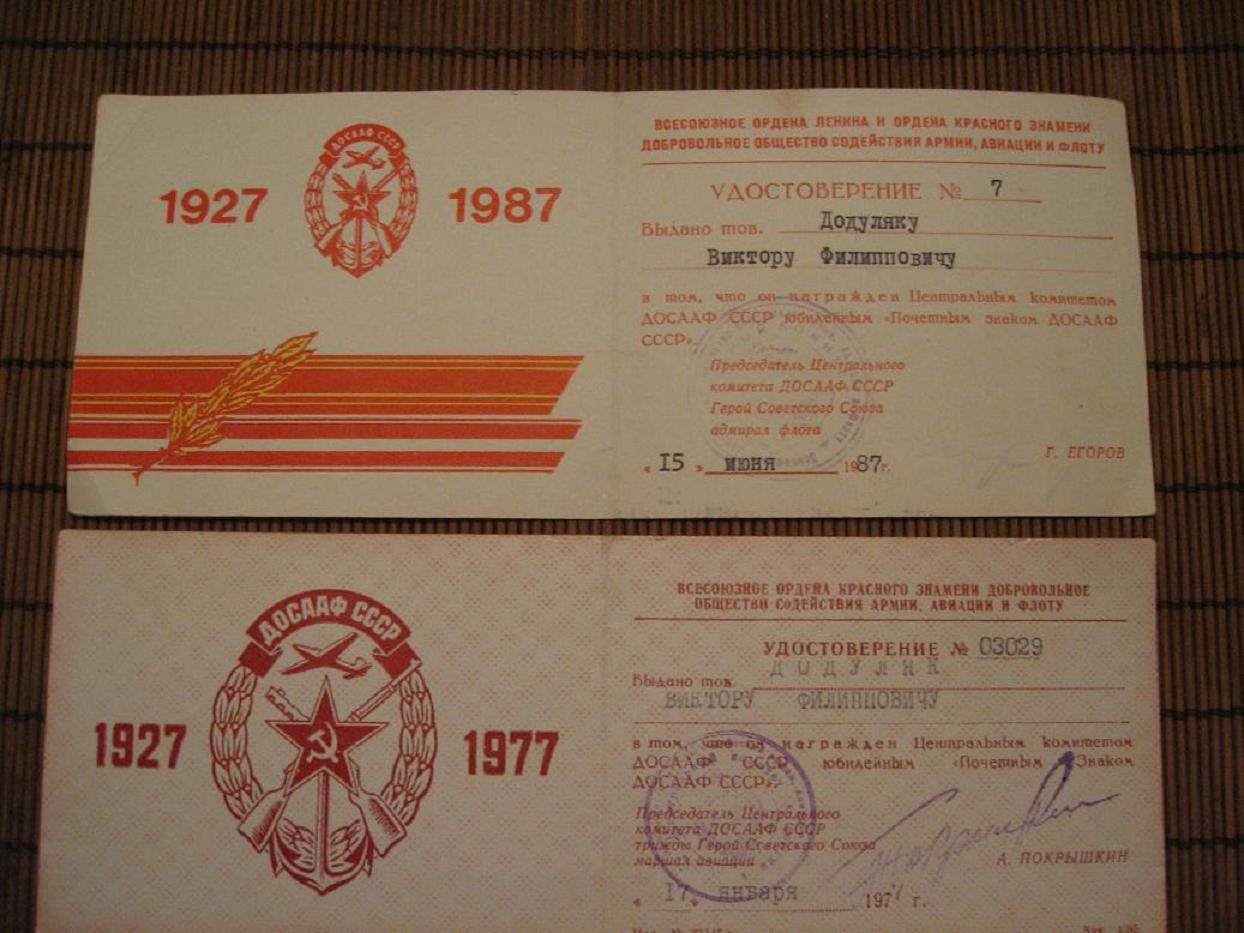 1927
ДОСААФ СССР
1987
ВСЕСОЮЗНОЕ ОРДЕНА ЛЕНИНА И ОРДЕНА КРАСНОГО ЗНАМЕНИ
ДОБРОВОЛЬНОЕ ОБЩЕСТВО СОДЕЙСТВИЯ АРМИИ, АВИАЦИИ И ФЛОТУ
УДОСТОВЕРЕНИЕ № 7
Выдано тов. Додуляку
Виктору Филипповичу
в том, что он награжден Центральным комитетом
ДОСААФ СССР юбилейным «Почетным знаком ДОСААФ
СССР».
Председатель Центрального
комитета ДОСААФ СССР
Герой Советского Союза
адмирал флота
Г. ЕГОРОВ
« 15 » июня 1987 г.
1927
ДОСААФ СССР
1977
ВСЕСОЮЗНОЕ ОРДЕНА КРАСНОГО ЗНАМЕНИ ДОБРОВОЛЬНОЕ
ОБЩЕСТВО СОДЕЙСТВИЯ АРМИИ, АВИАЦИИ И ФЛОТУ
УДОСТОВЕРЕНИЕ № 03029
Выдано тов. ДОДУЛЯК
ВИКТОРУ ФИЛИППОВИЧУ
в том, что он награжден Центральным комитетом
ДОСААФ СССР юбилейным «Почетным Знаком
ДОСААФ СССР».
Председатель Центрального
комитета ДОСААФ СССР
трижды Герой Советского Союза
маршал авиации
А. ПОКРЫШКИН
« 17 » января 1977 г.